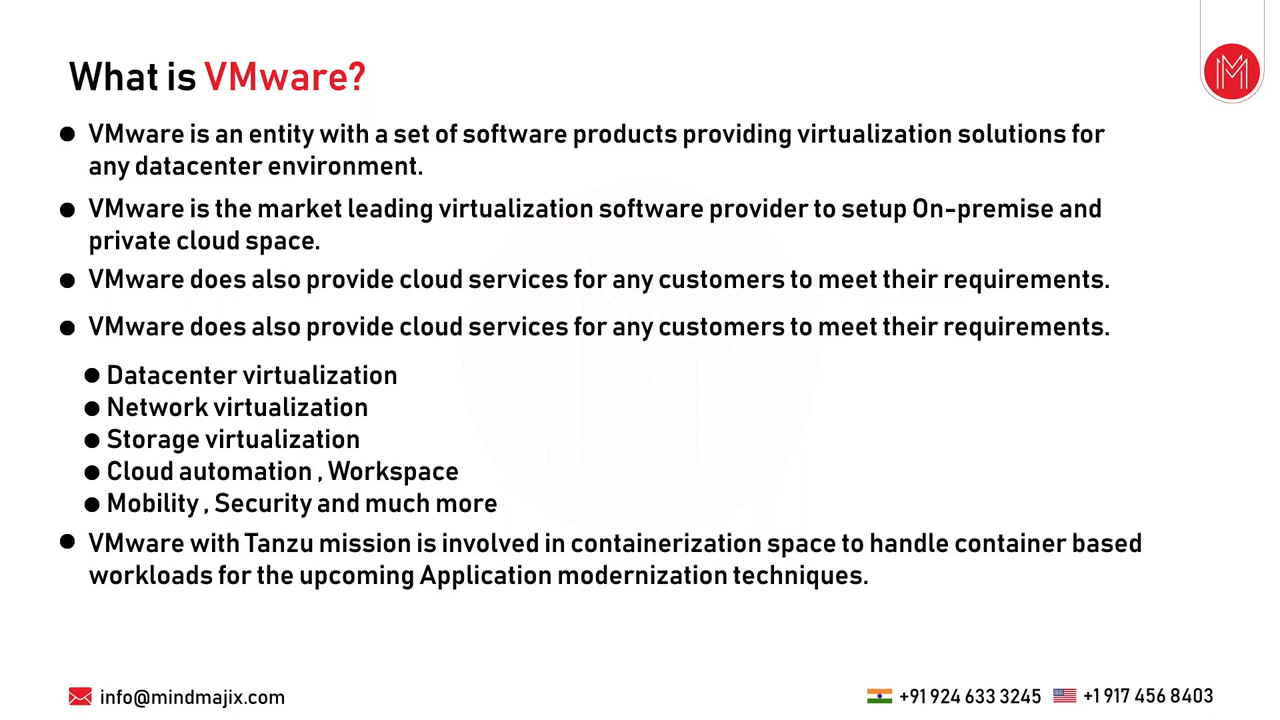 What is VMware?
● VMware is an entity with a set of software products providing virtualization solutions for
any datacenter environment.
● VMware is the market leading virtualization software provider to setup On-premise and
private cloud space.
● VMware does also provide cloud services for any customers to meet their requirements.
● VMware does also provide cloud services for any customers to meet their requirements.
● Datacenter virtualization
● Network virtualization
● Storage virtualization
● Cloud automation , Workspace
● Mobility , Security and much more
● VMware with Tanzu mission is involved in containerization space to handle container based
workloads for the upcoming Application modernization techniques.
info@mindmajix.com
+91 924 633 3245
+1 917 456 8403